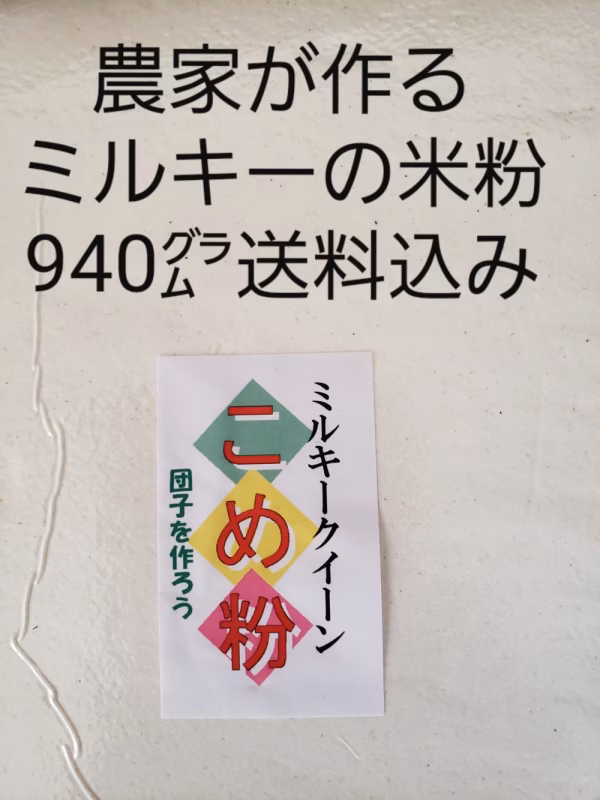 農家が作る
ミルキーの米粉
940㌘送料込み
ミルキークイーン
こめ粉
団子を作ろう